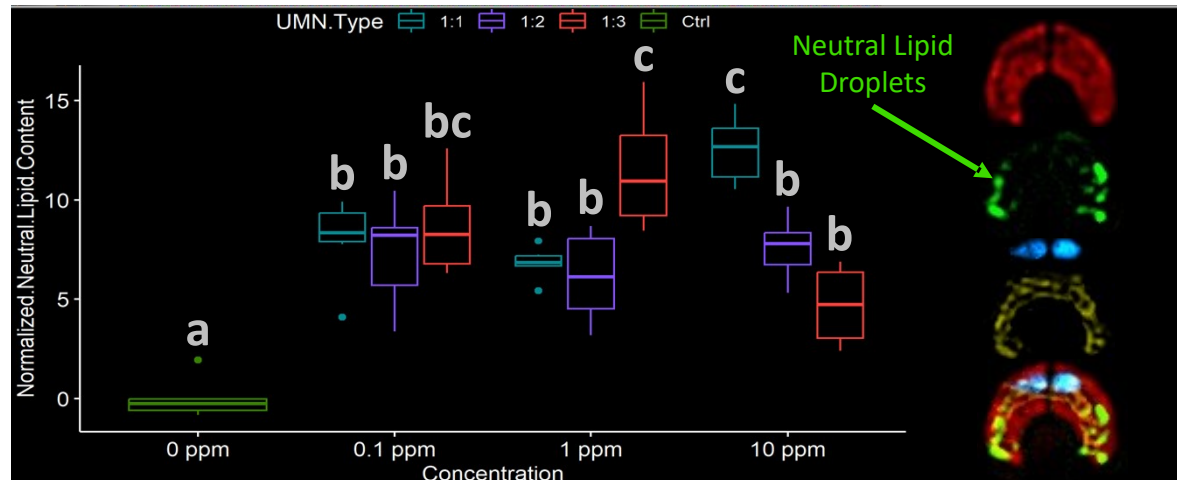 UMN.Type 1:1 1:2 1:3 Ctrl
Neutral Lipid
Droplets
Normalized.Neutral.Lipid.Content
15
10
5
0
a
b
b
bc
b
b
c
c
b
b
0 ppm 0.1 ppm 1 ppm 10 ppm
Concentration